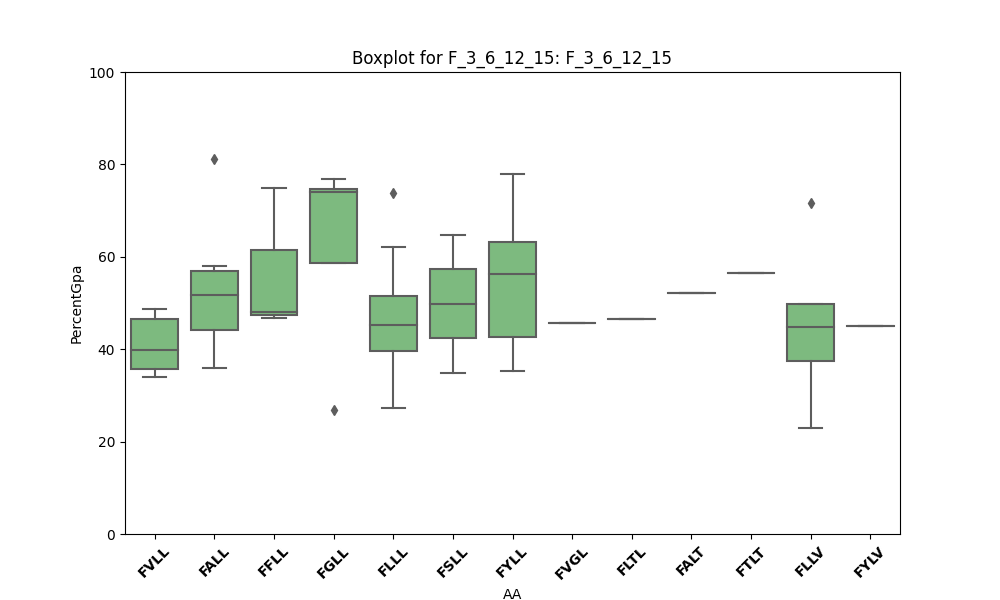 Boxplot for F_3_6_12_15: F_3_6_12_15
100
80
60
40
20
0
PercentGpa
FVLL FALL FFLL FGLL FLLL FSLL FYLL FVGL FLTL FALT FTLT FLLV FYLV
AA